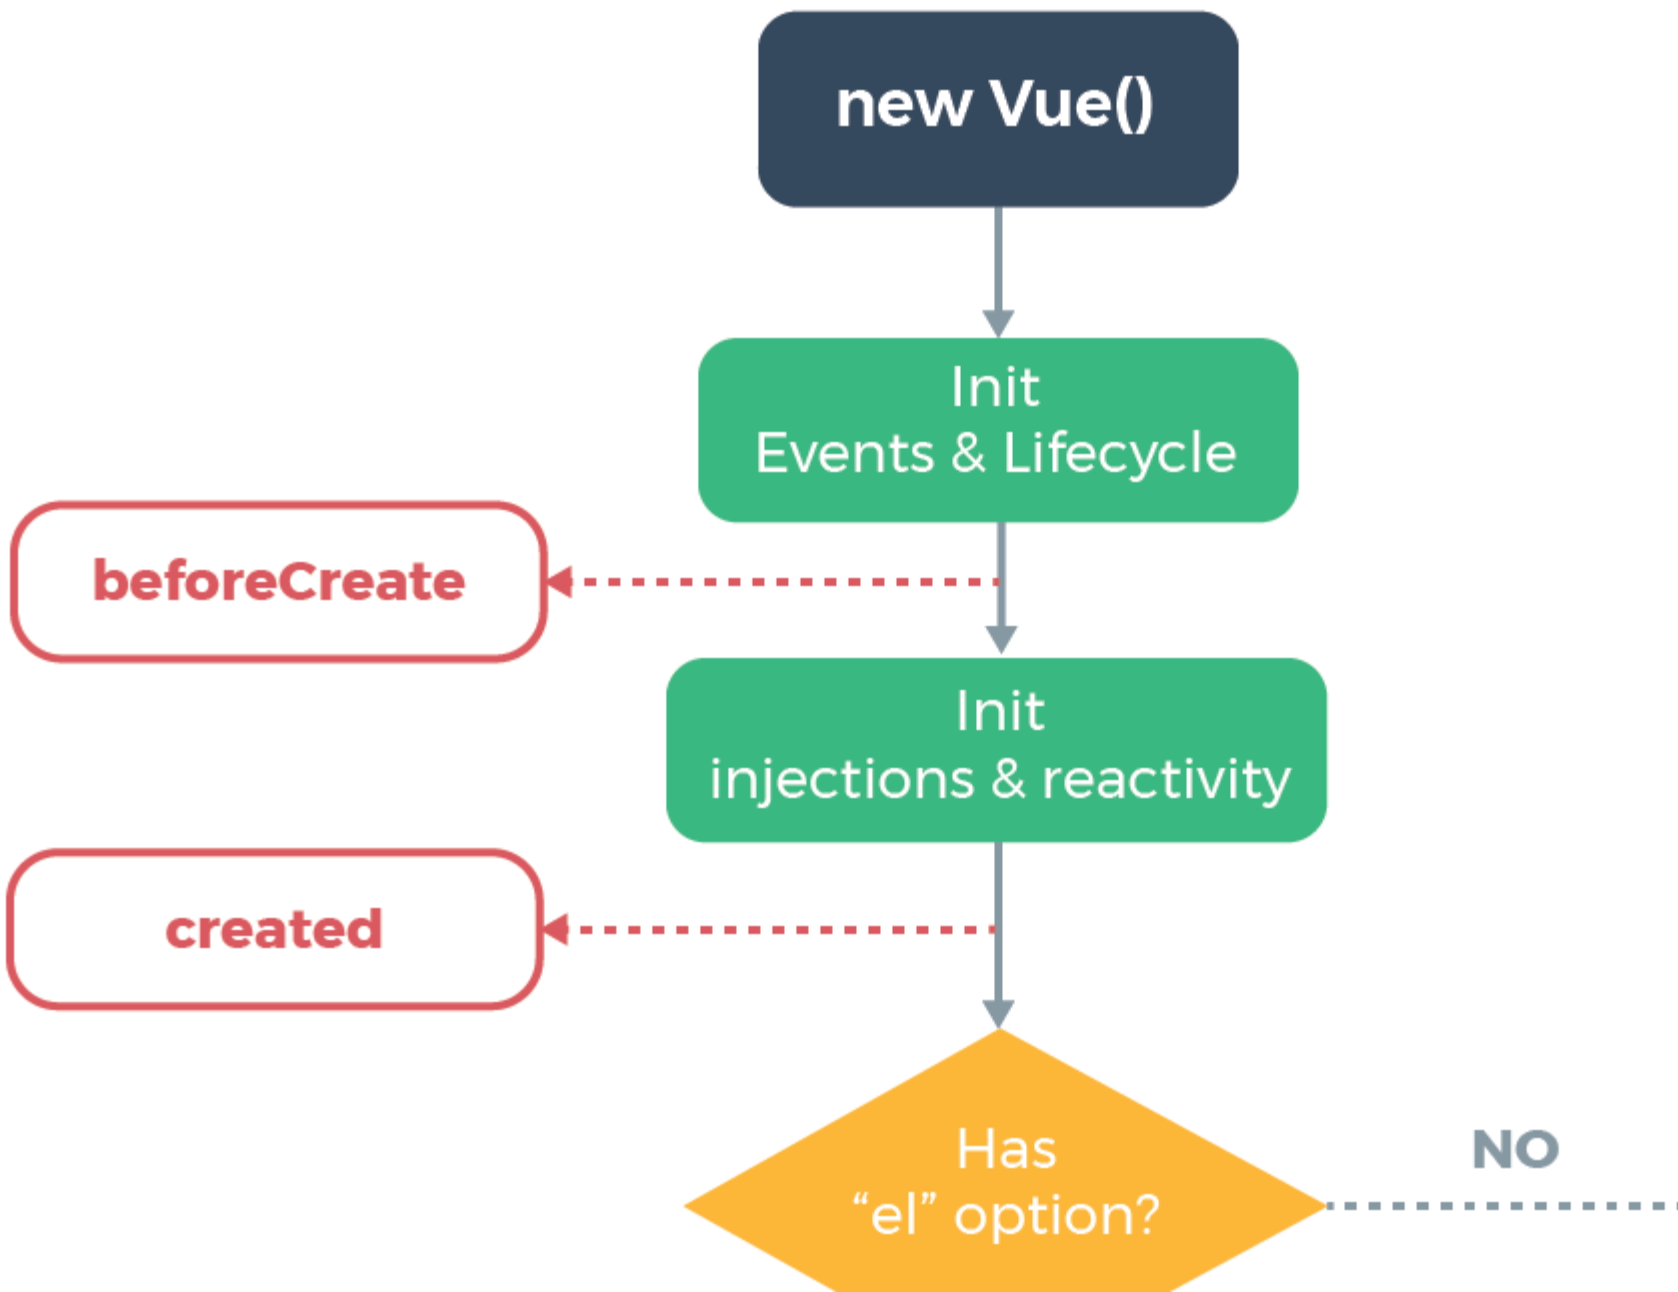 new Vue()
Init
Events & Lifecycle
beforeCreate
Init
injections & reactivity
created
Has
“el” option?
NO